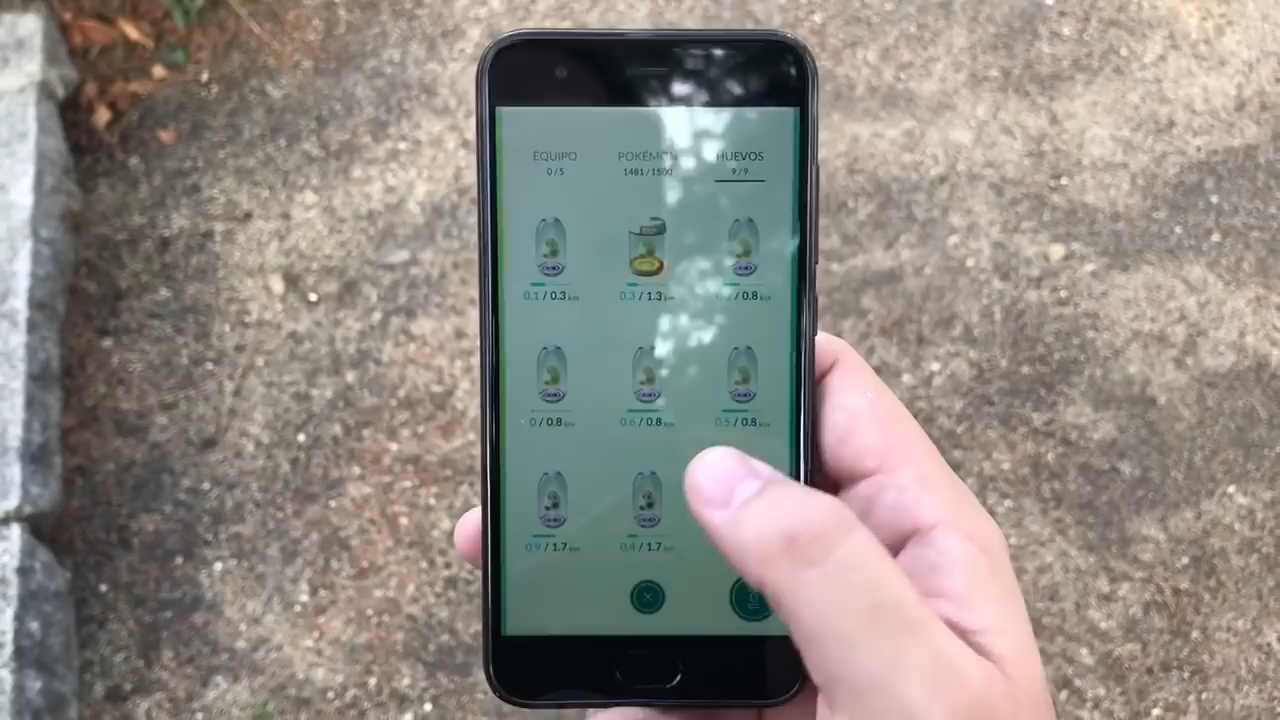 EQUIPO POKÉMON HUEVOS
0/5 1481/1500 9/9
0.1 / 0.3 km 0.3 / 1.3 km / 0.8 km
0 / 0.8 km 0.6 / 0.8 km 0.5 / 0.8 km
0.9 / 1.7 km 0.4 / 1.7 km